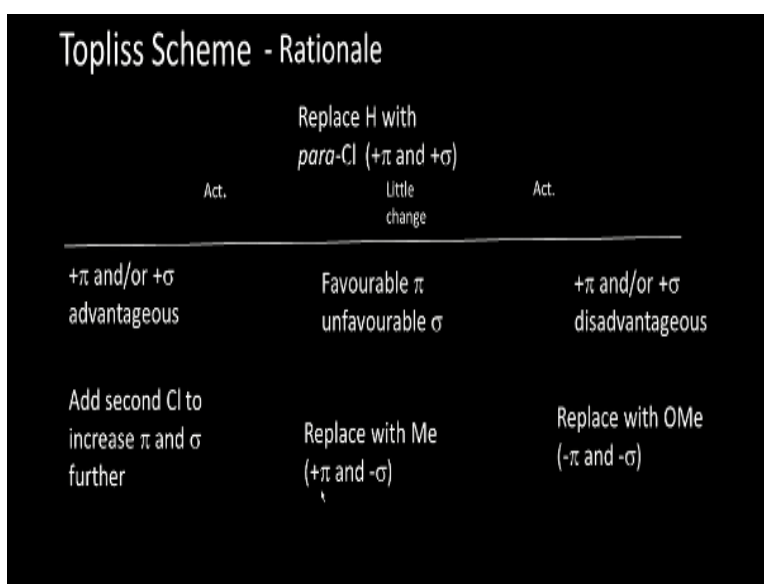 Topliss Scheme - Rationale
Replace H with
para-Cl (+π and +σ)
Act. Little change Act.
+π and/or +σ
advantageous
Favourable π
unfavourable σ
+π and/or +σ
disadvantageous
Add second Cl to
increase π and σ
further
Replace with Me
(+π and -σ)
Replace with OMe
(-π and -σ)